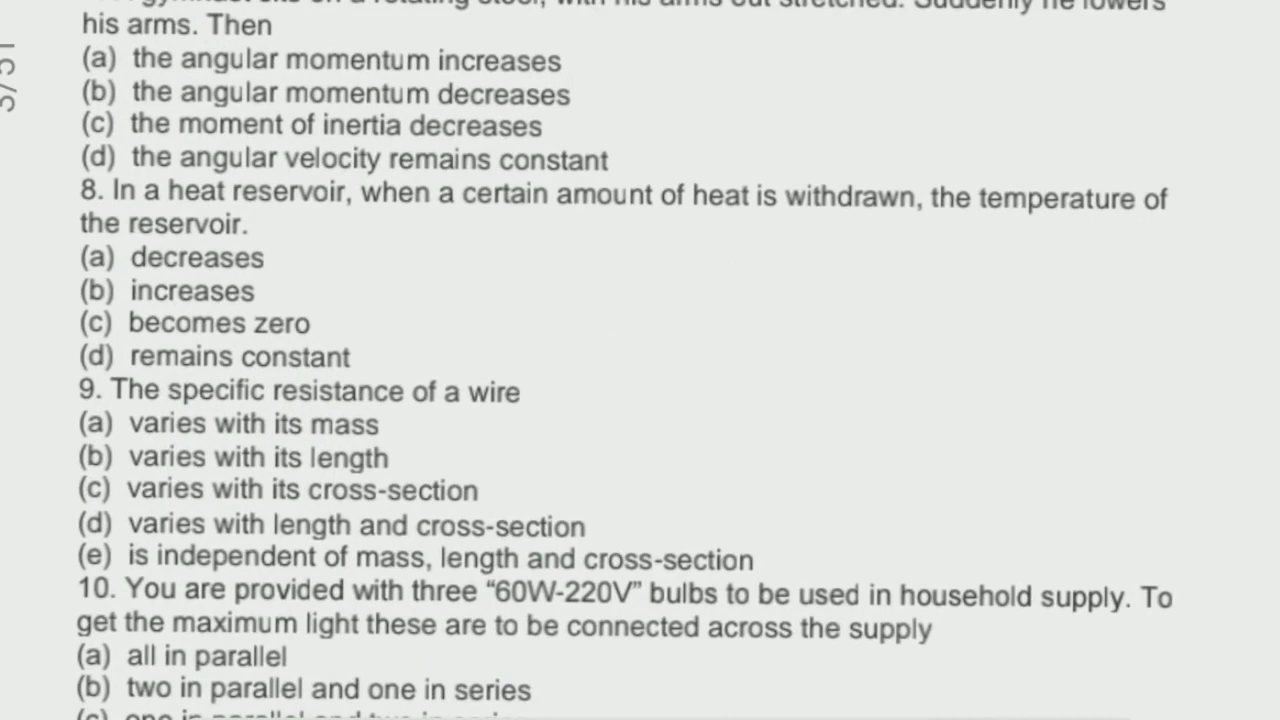 his arms. Then
(a) the angular momentum increases
(b) the angular momentum decreases
(c) the moment of inertia decreases
(d) the angular velocity remains constant
8. In a heat reservoir, when a certain amount of heat is withdrawn, the temperature of
the reservoir.
(a) decreases
(b) increases
(c) becomes zero
(d) remains constant
9. The specific resistance of a wire
(a) varies with its mass
(b) varies with its length
(c) varies with its cross-section
(d) varies with length and cross-section
(e) is independent of mass, length and cross-section
10. You are provided with three “60W-220V” bulbs to be used in household supply. To
get the maximum light these are to be connected across the supply
(a) all in parallel
(b) two in parallel and one in series